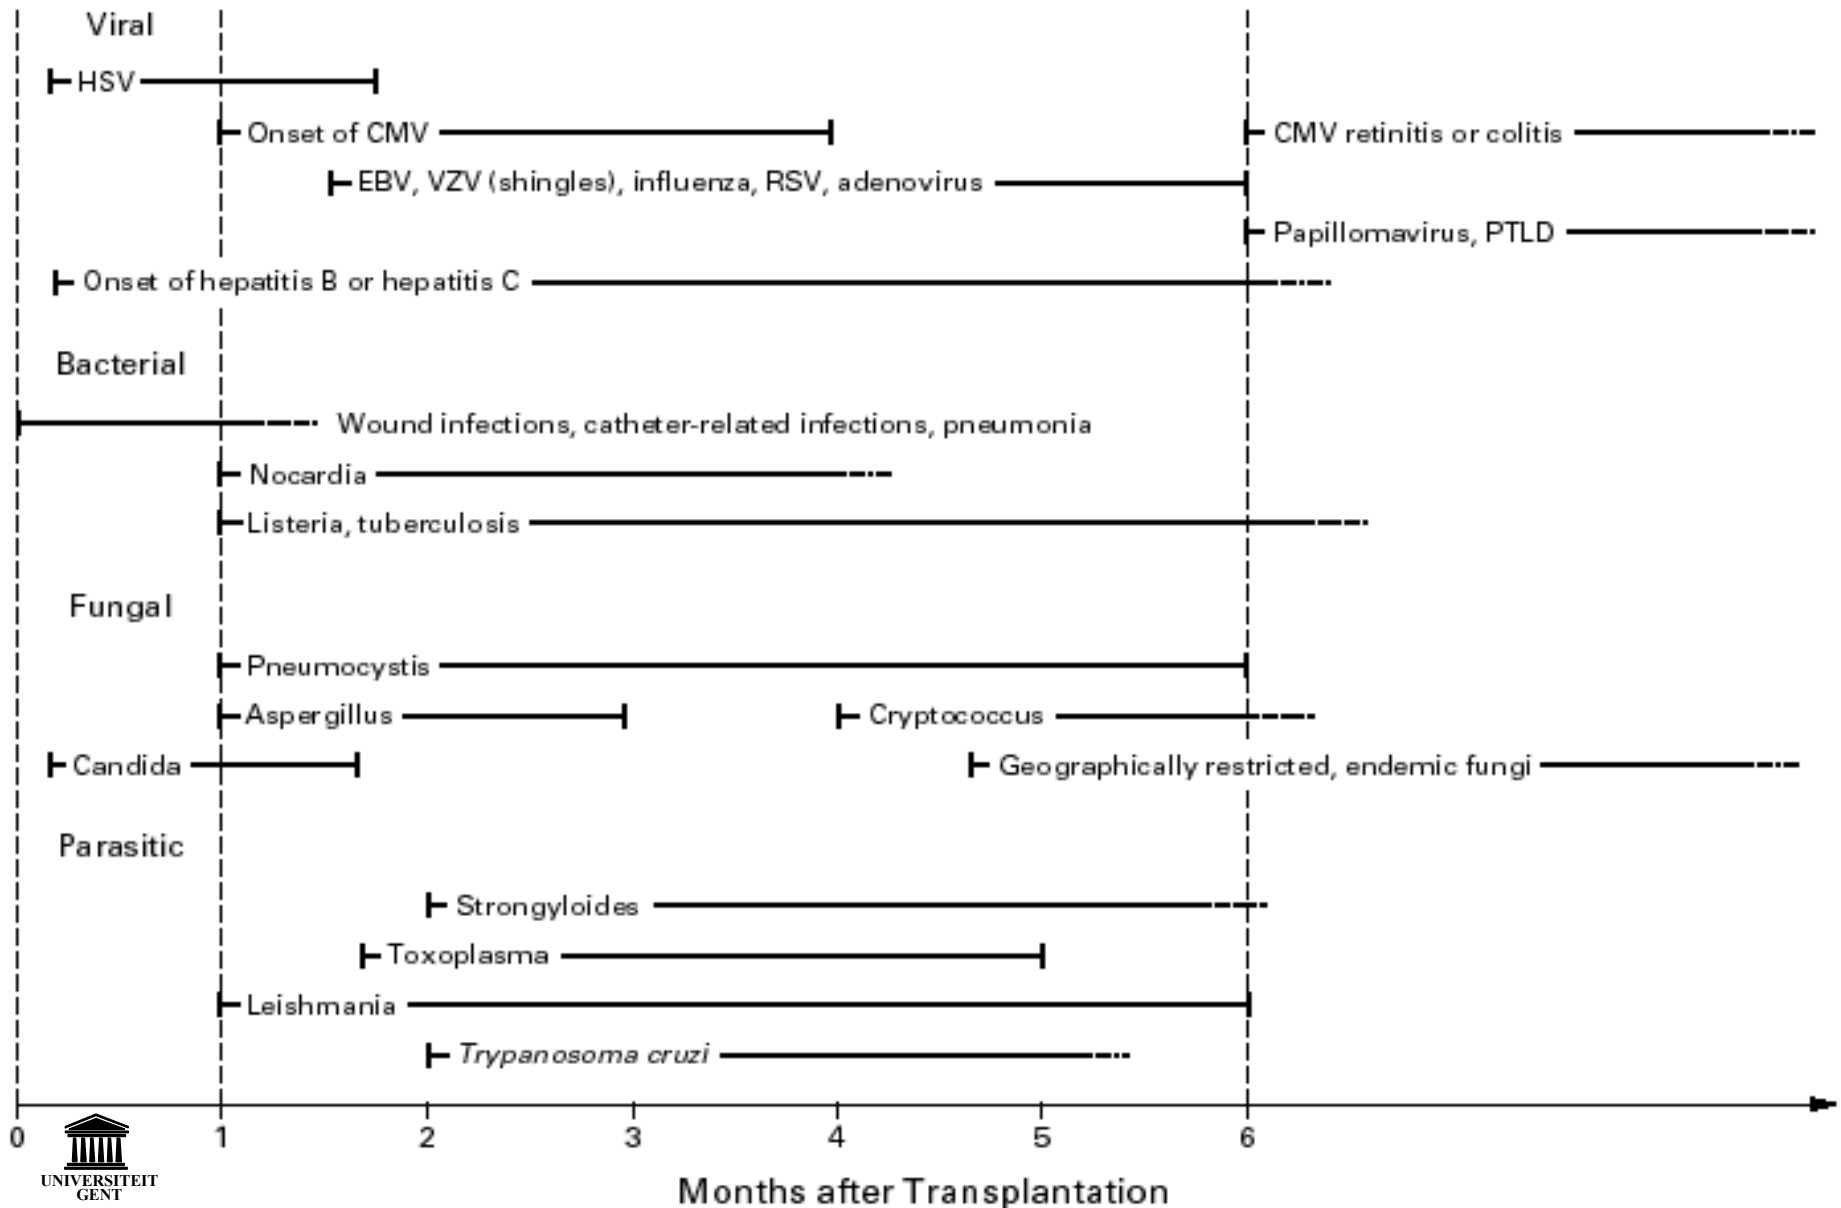 Viral
HSV
Onset of CMV
CMV retinitis or colitis
EBV, VZV (shingles), influenza, RSV, adenovirus
Papillomavirus, PTLD
Onset of hepatitis B or hepatitis C
Bacterial
Wound infections, catheter-related infections, pneumonia
Nocardia
Listeria, tuberculosis
Fungal
Pneumocystis
Aspergillus
Cryptococcus
Candida
Geographically restricted, endemic fungi
Parasitic
Strongyloides
Toxoplasma
Leishmania
Trypanosoma cruzi
0 1 2 3 4 5 6
UNIVERSITEIT
GENT
Months after Transplantation